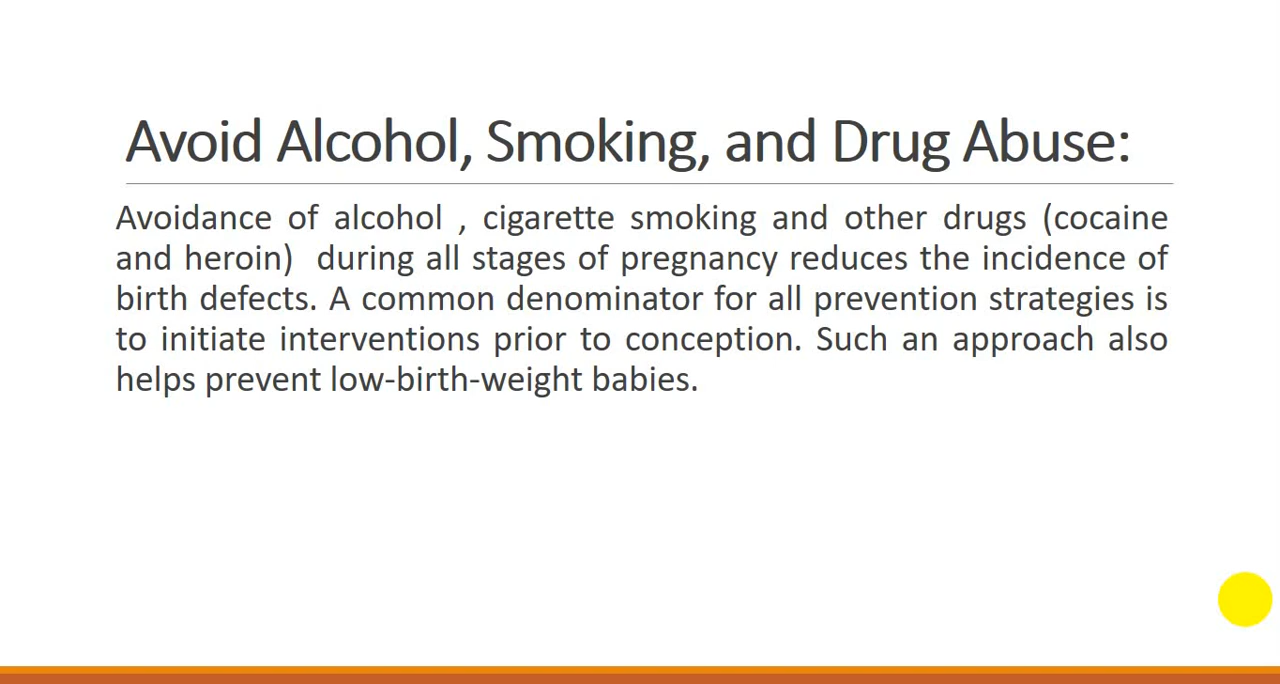 Avoid Alcohol, Smoking, and Drug Abuse:
Avoidance of alcohol , cigarette smoking and other drugs (cocaine
and heroin)  during all stages of pregnancy reduces the incidence of
birth defects. A common denominator for all prevention strategies is
to initiate interventions prior to conception. Such an approach also
helps prevent low-birth-weight babies.